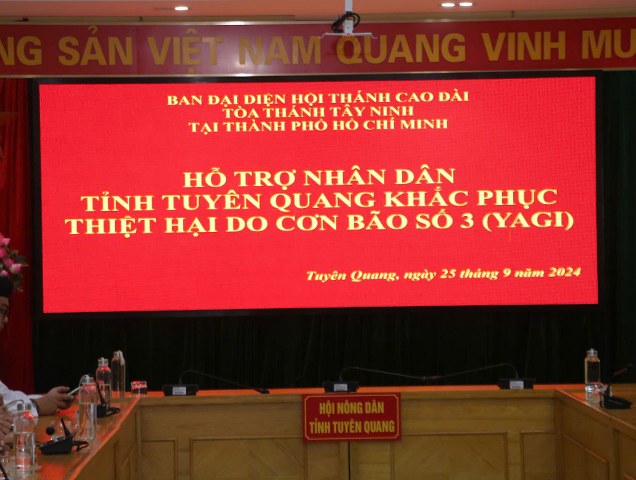 SẢN VIỆT NAM QUANG VINH
BAN ĐẠI DIỆN HỘI THÁNH CAO ĐÀI
TÒA THÁNH TÂY NINH
TẠI THÀNH PHỐ HỒ CHÍ MINH
HỖ TRỢ NHÂN DÂN
TỈNH TUYÊN QUANG KHẮC PHỤC
THIỆT HẠI DO CƠN BÃO SỐ 3 (YAGI)
Tuyên Quang, ngày 25 tháng 9 năm 2024
HỘI NÔNG DÂN
TỈNH TUYÊN QUANG